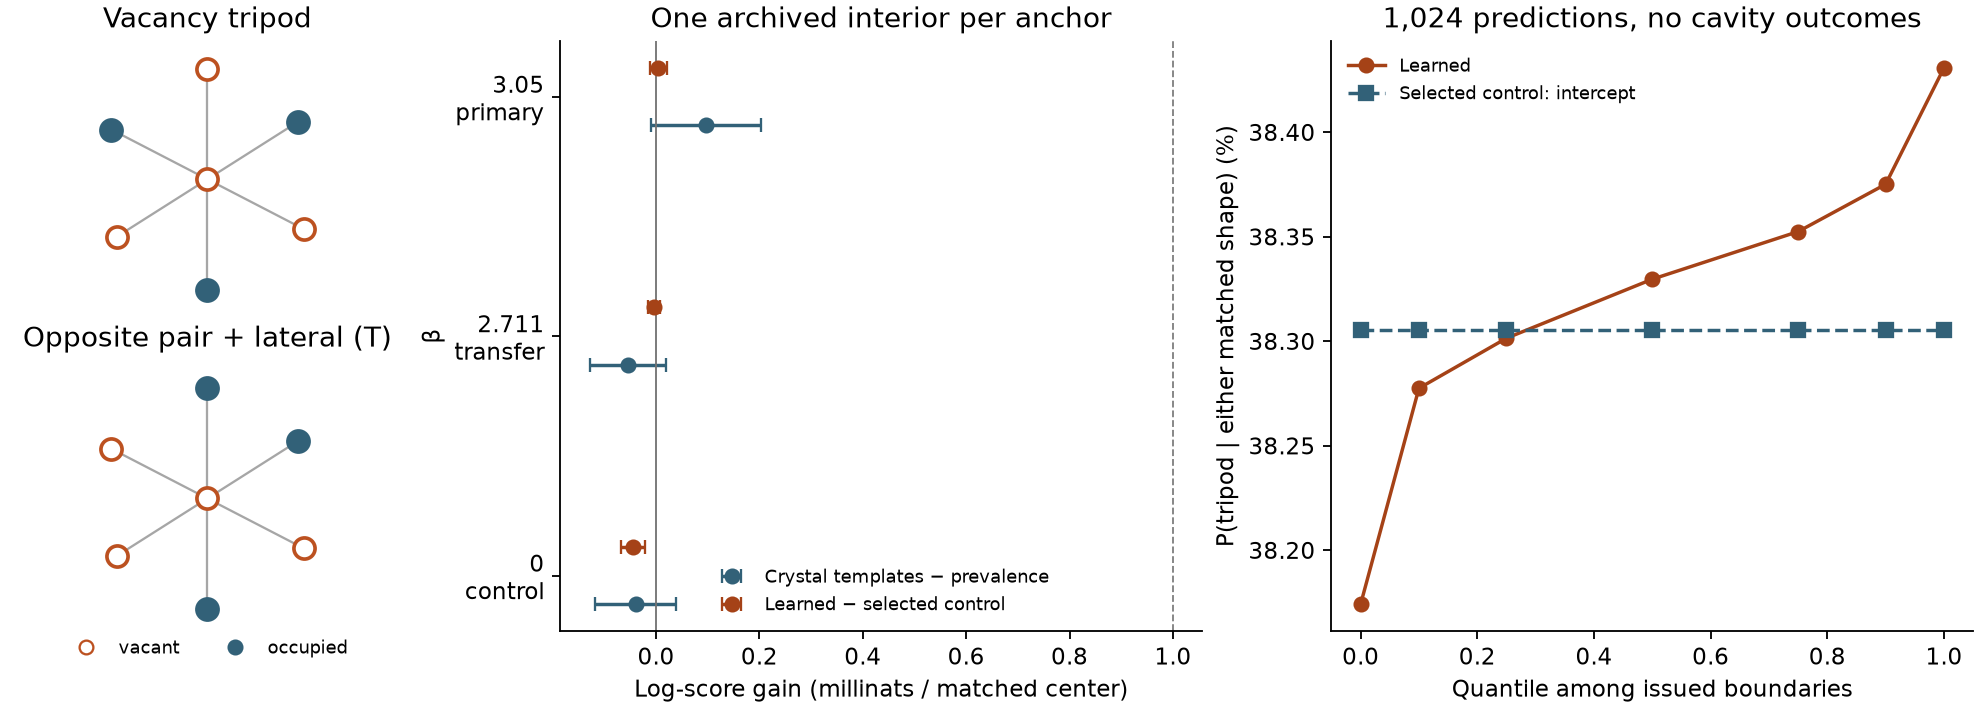 Vacancy tripod
Opposite pair + lateral (T)
vacant
occupied
One archived interior per anchor
β
3.05
primary
2.711
transfer
0
control
Crystal templates − prevalence
Learned − selected control
0.0 0.2 0.4 0.6 0.8 1.0
Log-score gain (millinats / matched center)
1,024 predictions, no cavity outcomes
Learned
Selected control: intercept
P(tripod | either matched shape) (%)
38.40
38.35
38.30
38.25
38.20
0.0 0.2 0.4 0.6 0.8 1.0
Quantile among issued boundaries